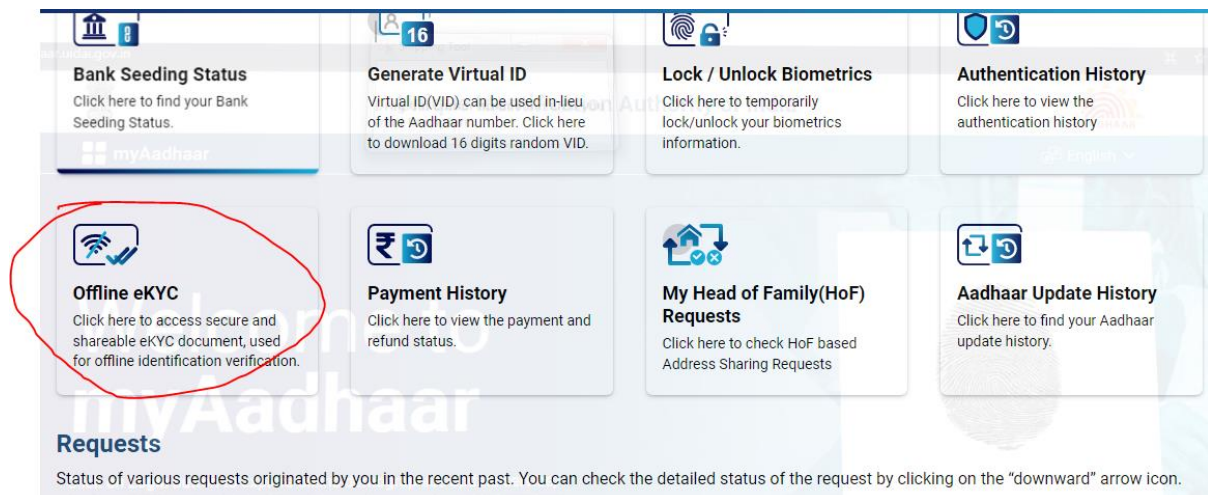 16
Bank Seeding Status
Click here to find your Bank
Seeding Status.
Generate Virtual ID
Virtual ID(VID) can be used in-lieu
of the Aadhaar number. Click here
to download 16 digits random VID.
Lock / Unlock Biometrics
Click here to temporarily
lock/unlock your biometrics
information.
Authentication History
Click here to view the
authentication history
myAadhaar
English
Offline eKYC
Click here to access secure and
shareable eKYC document, used
for offline identification verification.
₹
Payment History
Click here to view the payment and
refund status.
My Head of Family(HoF)
Requests
Click here to check HoF based
Address Sharing Requests
Aadhaar Update History
Click here to find your Aadhaar
update history.
Welcome to
myAadhaar
Requests
Status of various requests originated by you in the recent past. You can check the detailed status of the request by clicking on the “downward” arrow icon.